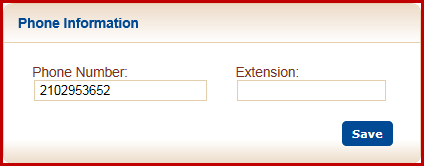 Phone Information
Phone Number: Extension:
2102953652
Save